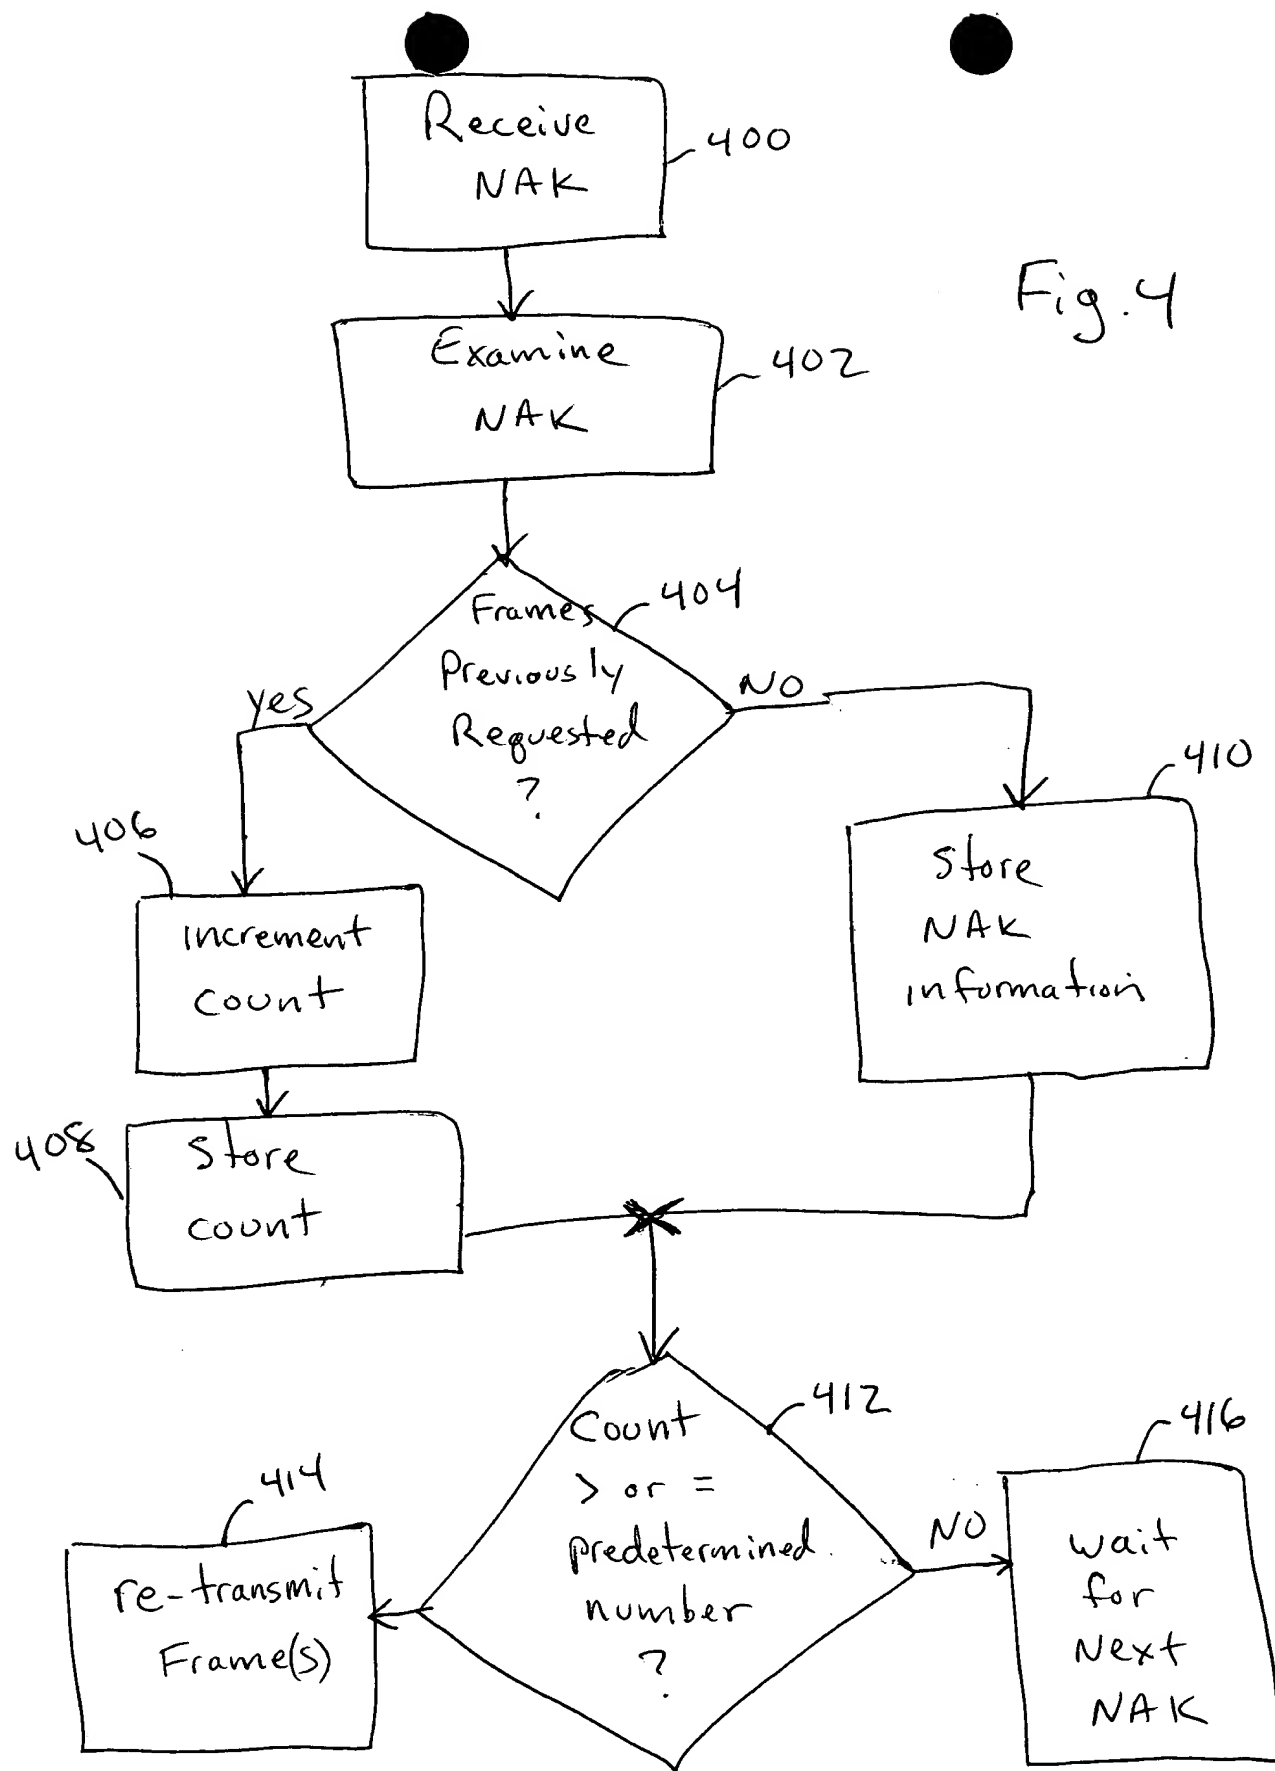 Receive
NAK
400
Fig. 4
Examine
NAK
402
Frames
Previously
Requested
?
404
yes
NO
406
increment
count
410
Store
NAK
information
408
Store
count
Count
> or =
predetermined
number
?
412
414
re-transmit
Frame(s)
NO
416
wait
for
Next
NAK